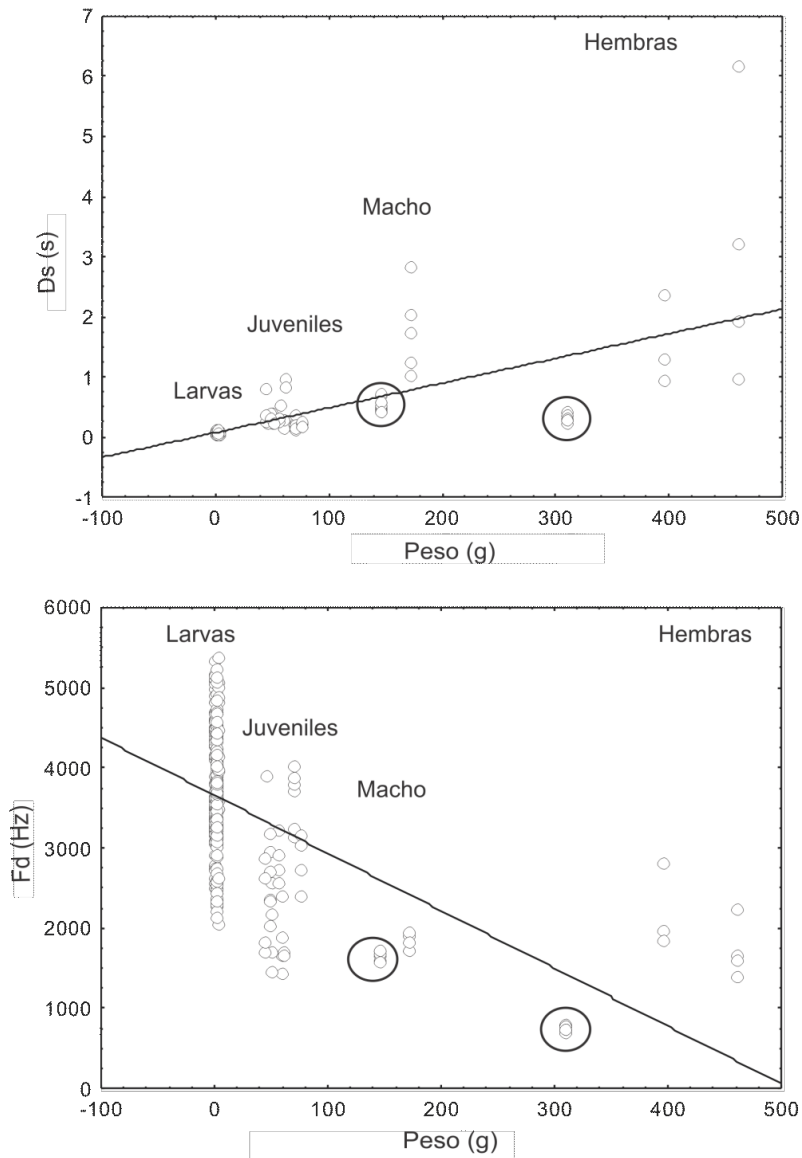 7
Hembras
6
5
4
Macho
Ds (s)
3
Juveniles
2
Larvas
1
0
-1
-100 0 100 200 300 400 500
Peso (g)
6000
Larvas Hembras
5000
Juveniles
4000
Macho
Fd (Hz)
3000
2000
1000
0
-100 0 100 200 300 400 500
Peso (g)